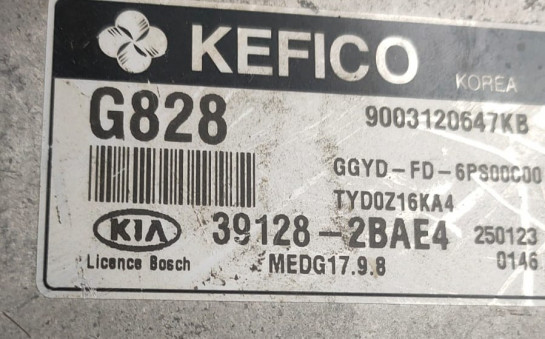 KEFICO KOREA
G828 9003120647KB
GGYD-FD-6PS00C00
TYD0Z16KA4
KIA 39128-2BAE4 250123
Licence Bosch MEDG17.9.8 0146